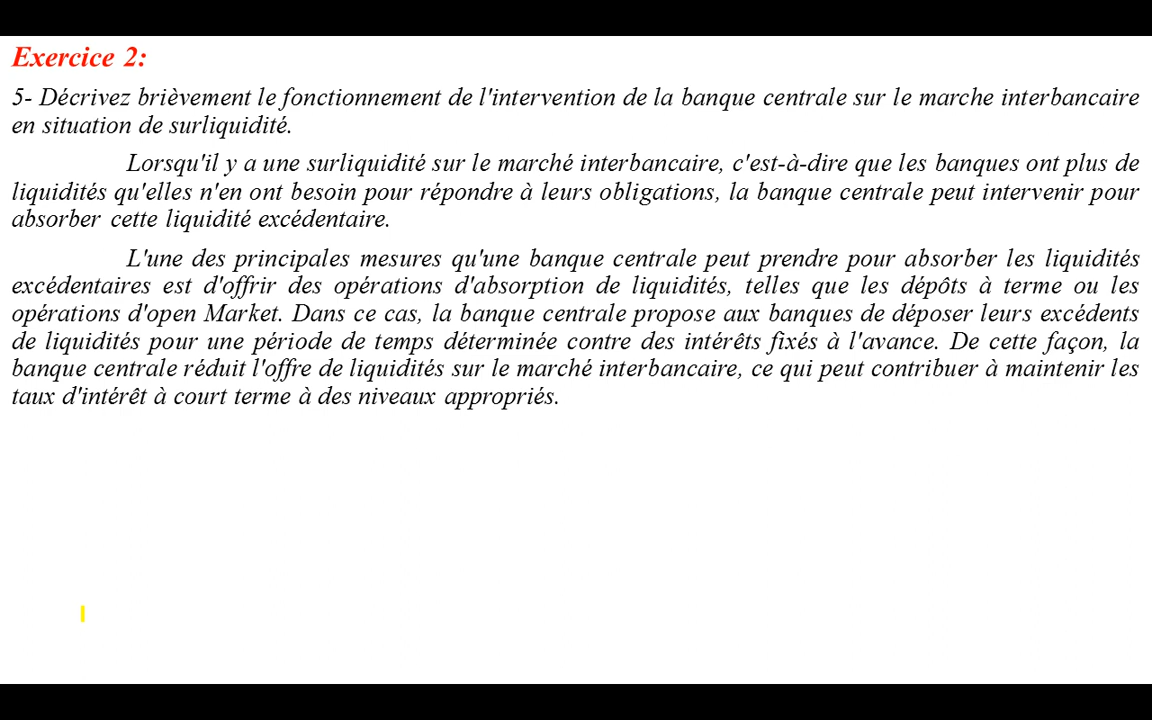 Exercice 2:
5- Décrivez brièvement le fonctionnement de l'intervention de la banque centrale sur le marche interbancaire
en situation de surliquidité.
Lorsqu'il y a une surliquidité sur le marché interbancaire, c'est-à-dire que les banques ont plus de
liquidités qu'elles n'en ont besoin pour répondre à leurs obligations, la banque centrale peut intervenir pour
absorber cette liquidité excédentaire.
L'une des principales mesures qu'une banque centrale peut prendre pour absorber les liquidités
excédentaires est d'offrir des opérations d'absorption de liquidités, telles que les dépôts à terme ou les
opérations d'open Market. Dans ce cas, la banque centrale propose aux banques de déposer leurs excédents
de liquidités pour une période de temps déterminée contre des intérêts fixés à l'avance. De cette façon, la
banque centrale réduit l'offre de liquidités sur le marché interbancaire, ce qui peut contribuer à maintenir les
taux d'intérêt à court terme à des niveaux appropriés.